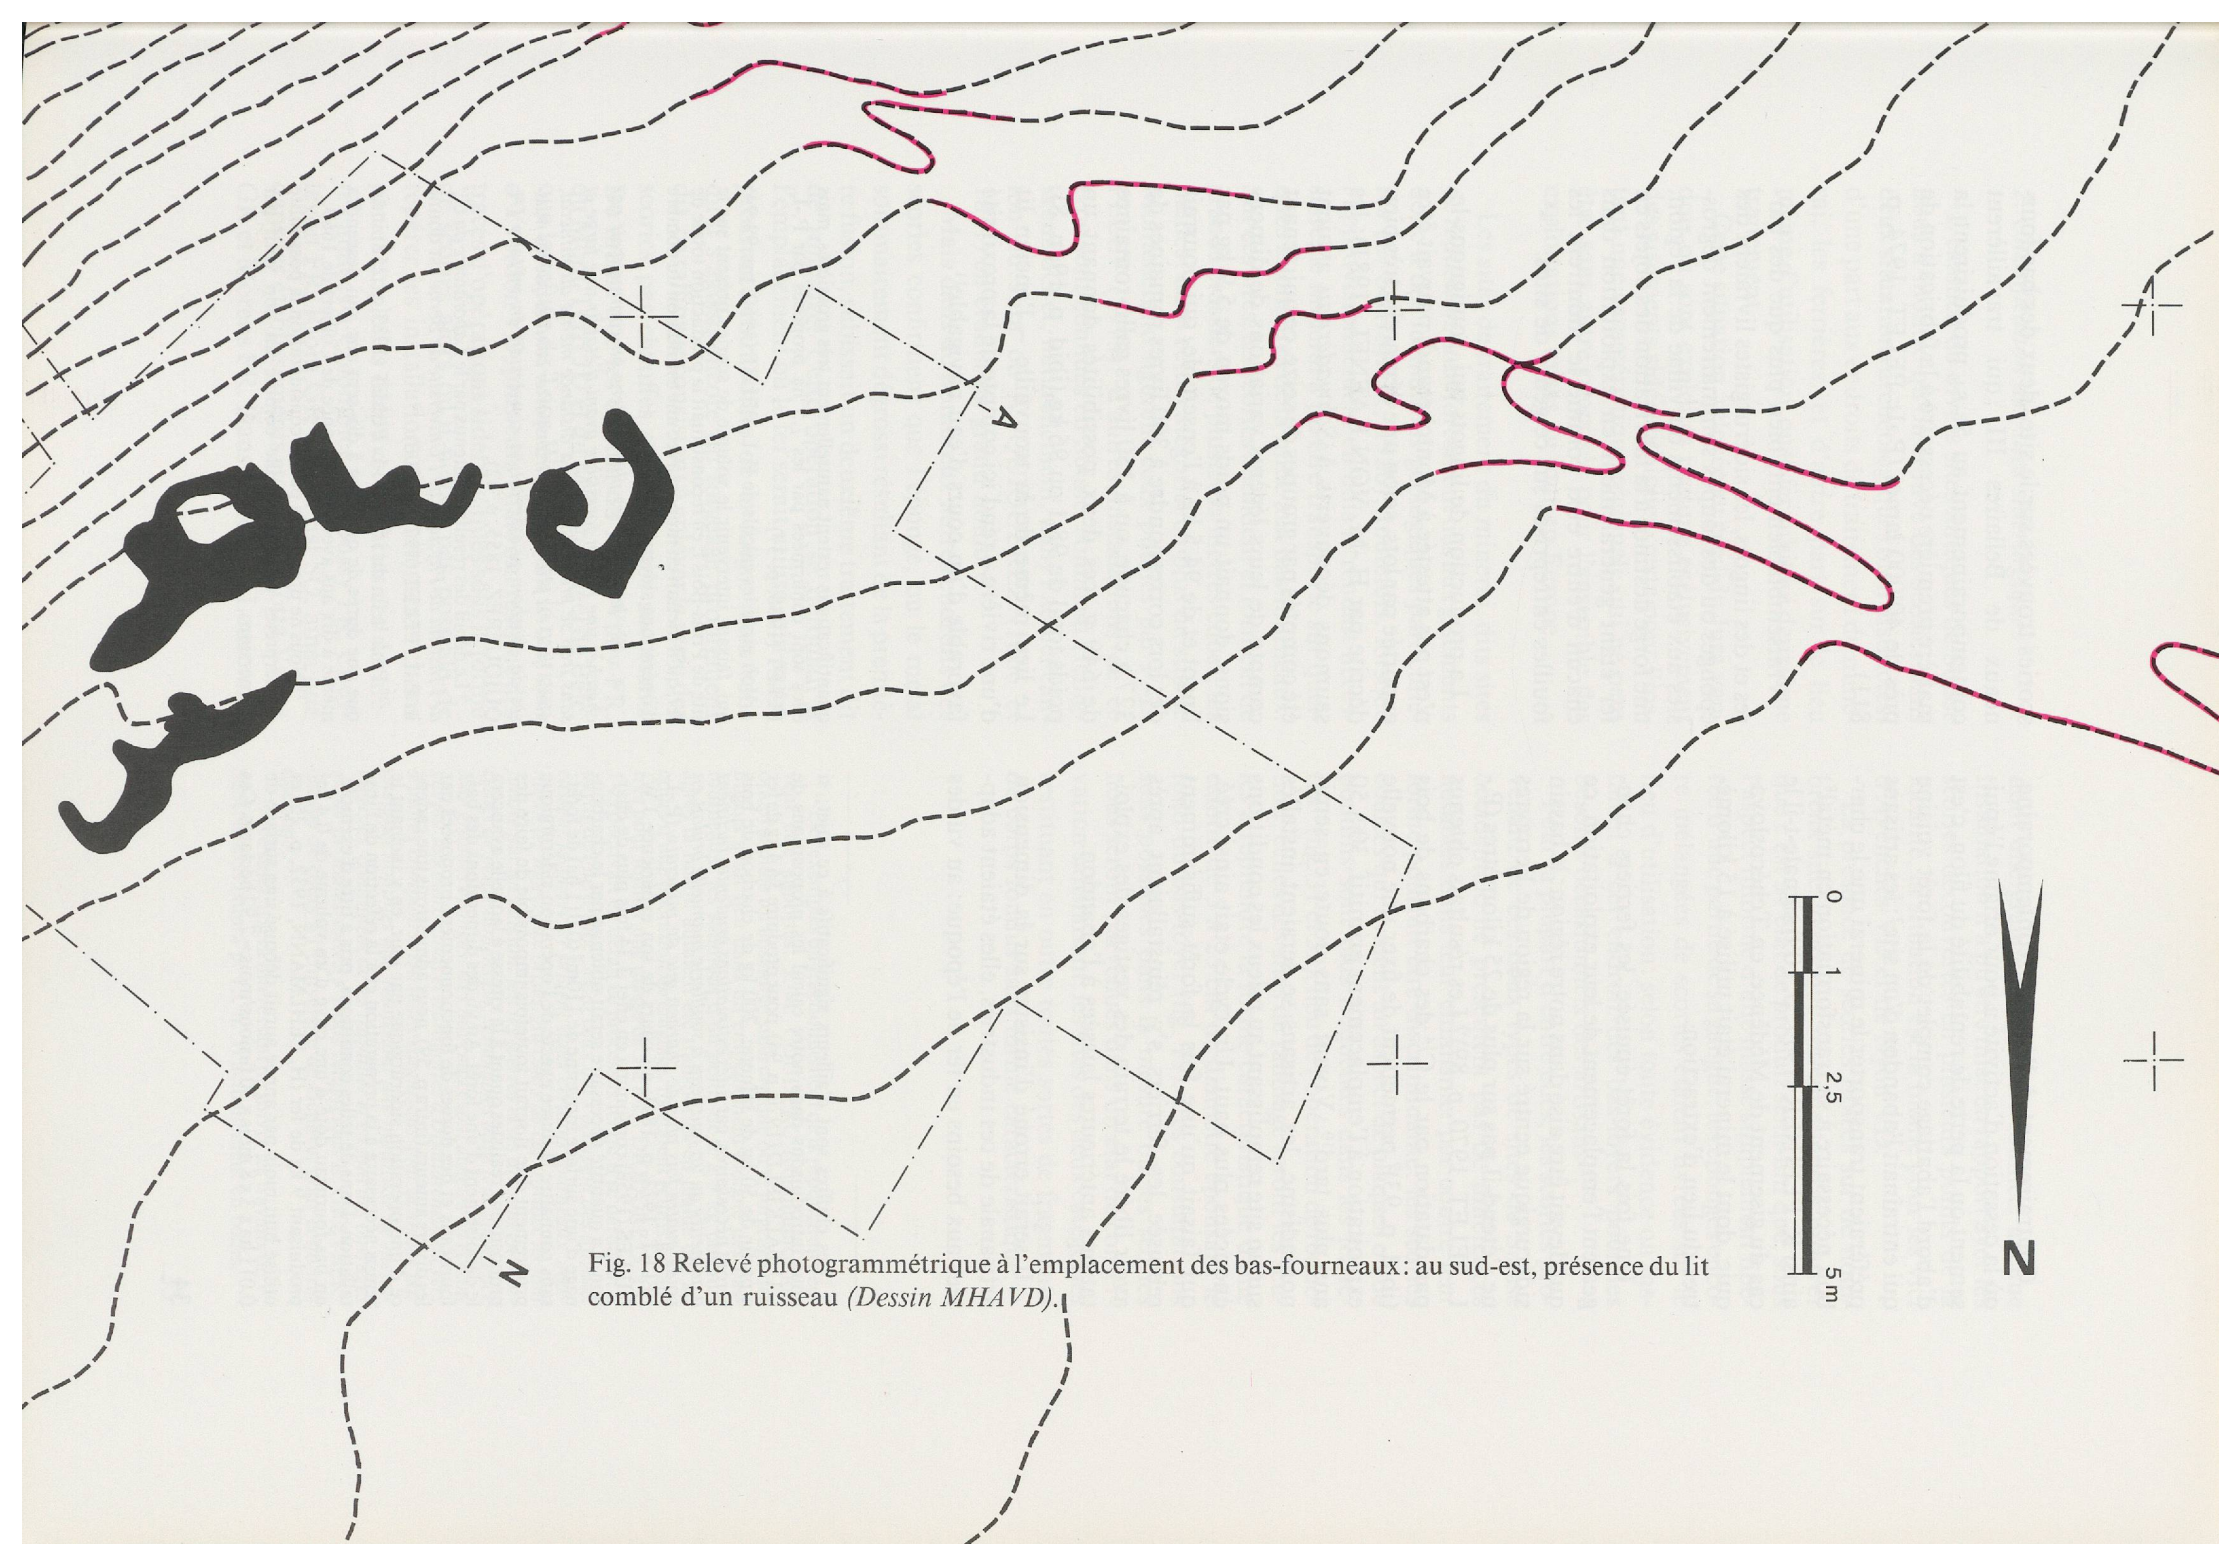 A
0
1
2,5
5 m
N
N
Fig. 18 Relevé photogrammétrique à l'emplacement des bas-fourneaux: au sud-est, présence du lit
comblé d'un ruisseau (Dessin MHAVD).